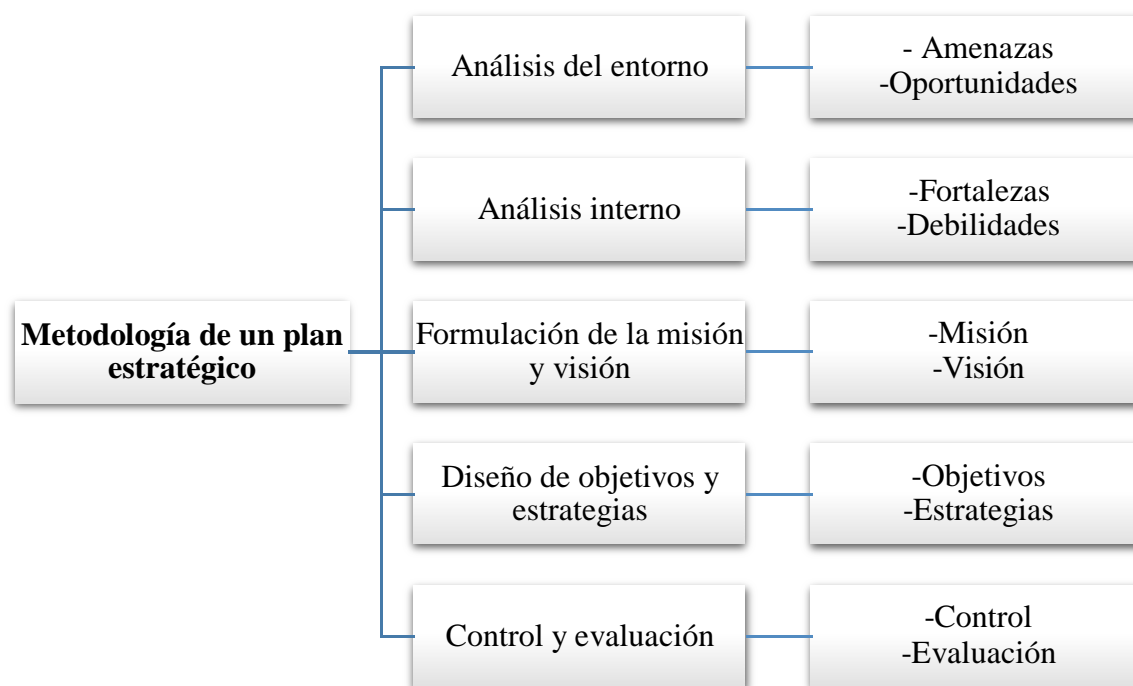 Análisis del entorno
- Amenazas
-Oportunidades
Análisis interno
-Fortalezas
-Debilidades
Metodología de un plan
estratégico
Formulación de la misión
y visión
-Misión
-Visión
Diseño de objetivos y
estrategias
-Objetivos
-Estrategias
Control y evaluación
-Control
-Evaluación